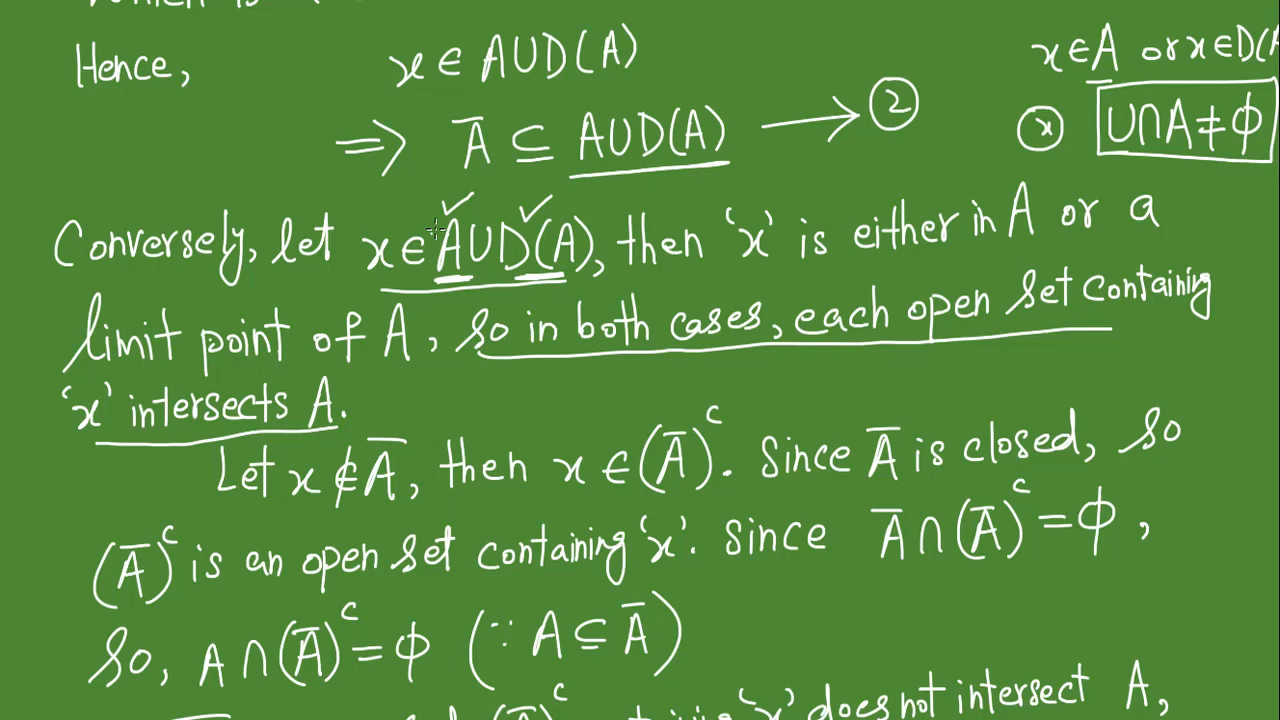 Hence, x ∈ A∪D(A)
x ∈ A or x ∈ D(A
⇒ Ā ⊆ A∪D(A) → ②
ⓧ U∩A ≠ ϕ
Conversely, let x ∈ A∪D(A), then 'x' is either in A or a
limit point of A, so in both cases, each open set containing
'x' intersects A.
Let x ∉ Ā, then x ∈ (Ā)ᶜ. Since Ā is closed, so
(Ā)ᶜ is an open set containing 'x'. Since Ā∩(Ā)ᶜ = ϕ,
So, A∩(Ā)ᶜ = ϕ (∵ A ⊆ Ā)
(Ā)ᶜ 'x' does not intersect A,